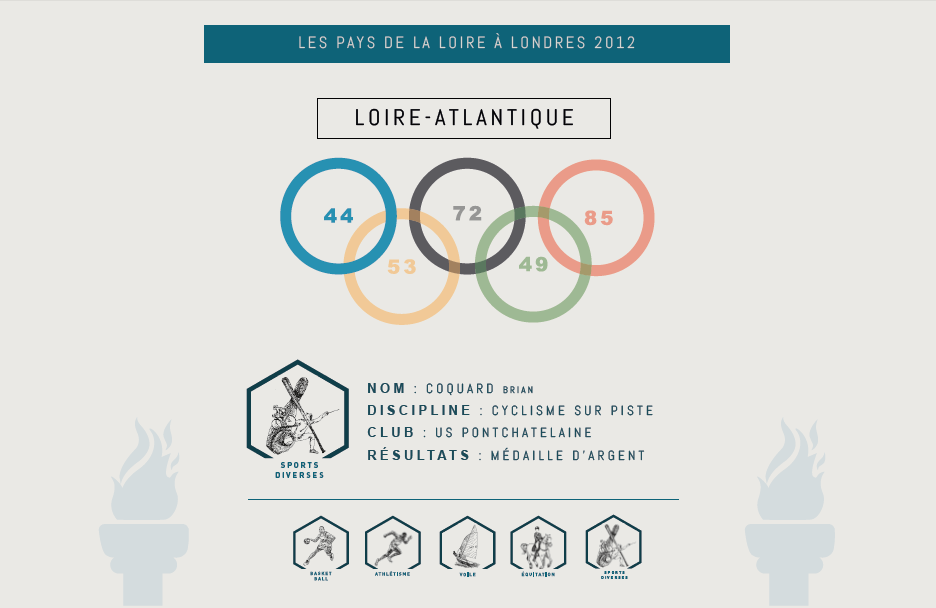 LES PAYS DE LA LOIRE À LONDRES 2012
LOIRE-ATLANTIQUE
44
72
85
53
49
NOM : COQUARD BRIAN
DISCIPLINE : CYCLISME SUR PISTE
CLUB : US PONTCHATELAINE
RÉSULTATS : MÉDAILLE D'ARGENT
SPORTS
DIVERSES
BASKET
BALL
ATHLÉTISME
VOILE
ÉQUITATION
SPORTS
DIVERSES